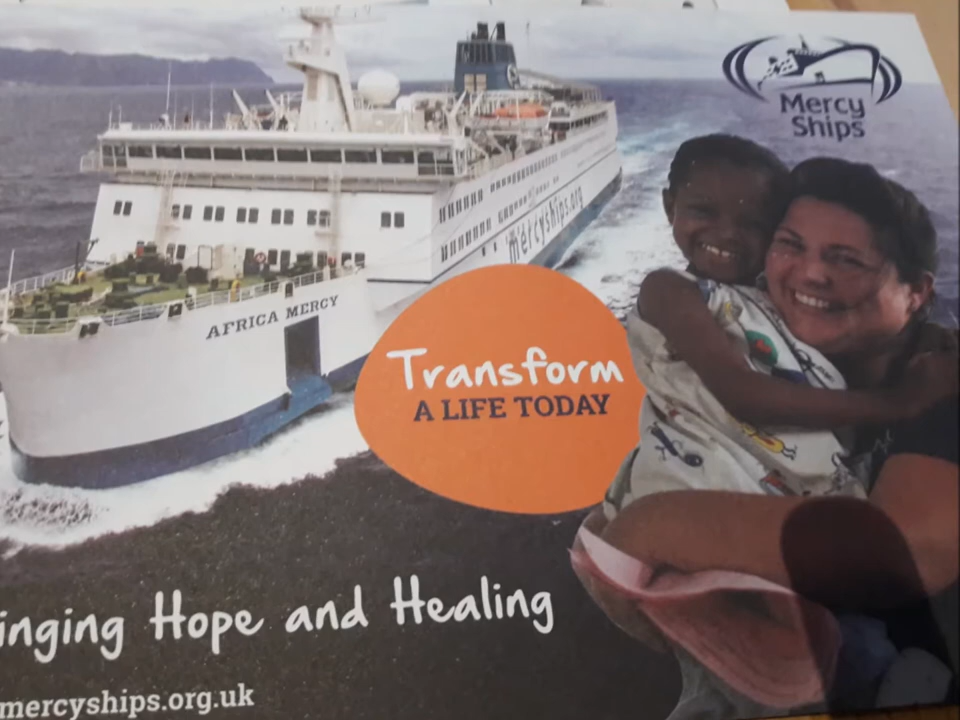 Mercy
Ships
mercyships.org
AFRICA MERCY
Transform
A LIFE TODAY
inging Hope and Healing
mercyships.org.uk